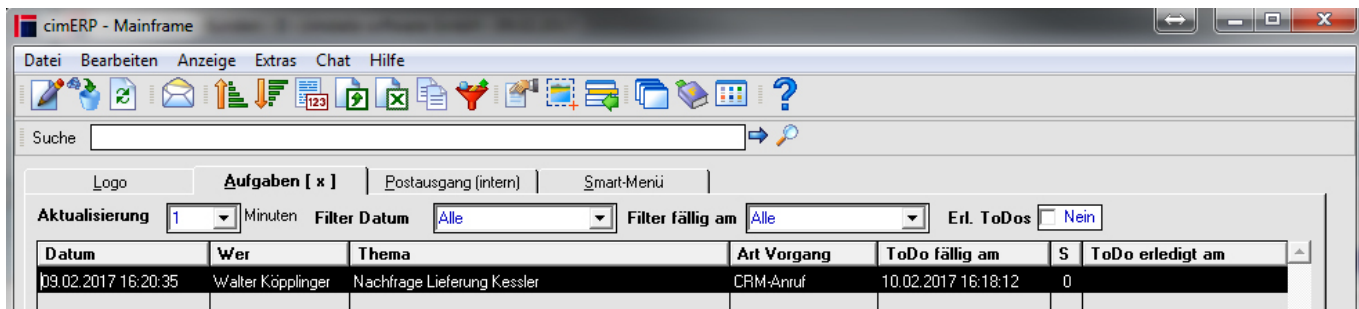 cimERP - Mainframe
Datei Bearbeiten Anzeige Extras Chat Hilfe
123
Suche
Logo Aufgaben [ x ] Postausgang (intern) Smart-Menü
Aktualisierung 1 Minuten Filter Datum Alle Filter fällig am Alle Erl. ToDos Nein
Datum Wer Thema Art Vorgang ToDo fällig am S ToDo erledigt am
09.02.2017 16:20:35 Walter Köpplinger Nachfrage Lieferung Kessler CRM-Anruf 10.02.2017 16:18:12 0